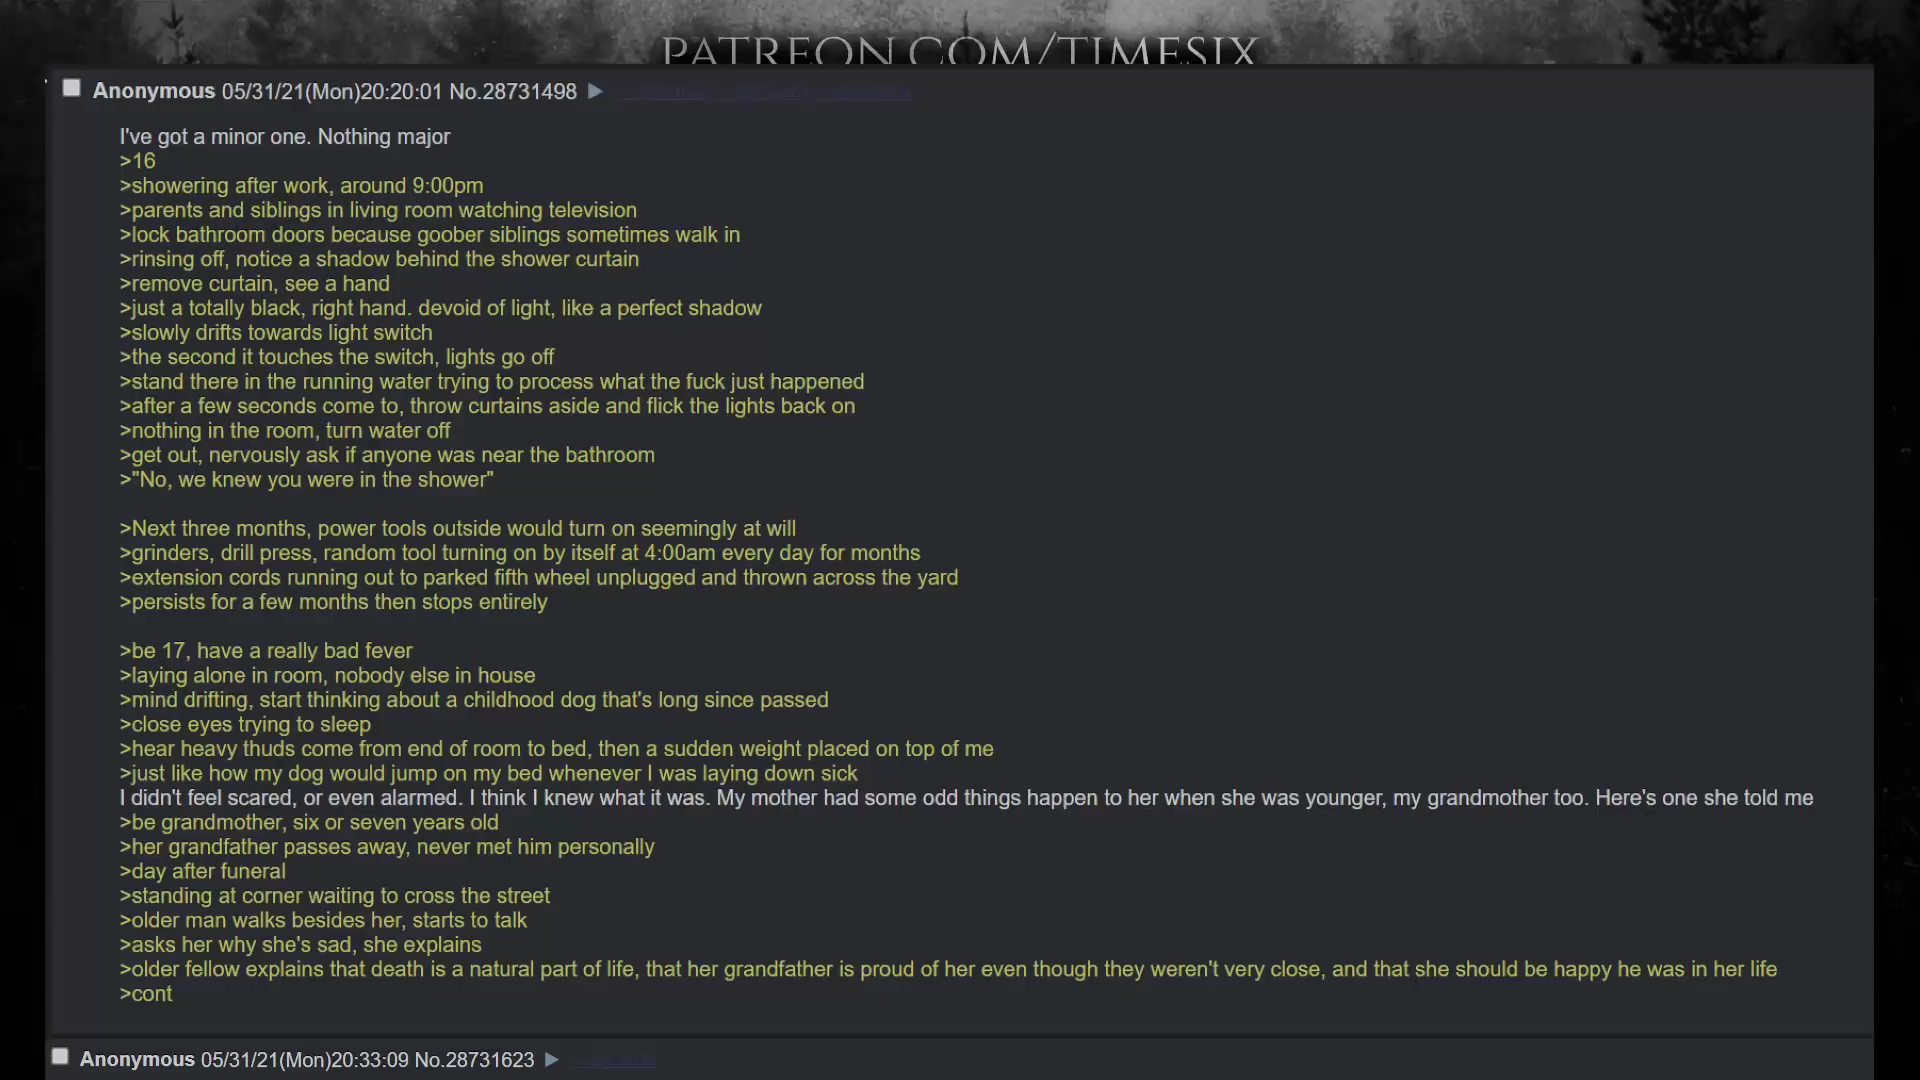 PATREON.COM/TIMESIX
Anonymous 05/31/21(Mon)20:20:01 No.28731498 ▶
I've got a minor one. Nothing major
>16
>showering after work, around 9:00pm
>parents and siblings in living room watching television
>lock bathroom doors because goober siblings sometimes walk in
>rinsing off, notice a shadow behind the shower curtain
>remove curtain, see a hand
>just a totally black, right hand. devoid of light, like a perfect shadow
>slowly drifts towards light switch
>the second it touches the switch, lights go off
>stand there in the running water trying to process what the fuck just happened
>after a few seconds come to, throw curtains aside and flick the lights back on
>nothing in the room, turn water off
>get out, nervously ask if anyone was near the bathroom
>"No, we knew you were in the shower"
>Next three months, power tools outside would turn on seemingly at will
>grinders, drill press, random tool turning on by itself at 4:00am every day for months
>extension cords running out to parked fifth wheel unplugged and thrown across the yard
>persists for a few months then stops entirely
>be 17, have a really bad fever
>laying alone in room, nobody else in house
>mind drifting, start thinking about a childhood dog that's long since passed
>close eyes trying to sleep
>hear heavy thuds come from end of room to bed, then a sudden weight placed on top of me
>just like how my dog would jump on my bed whenever I was laying down sick
I didn't feel scared, or even alarmed. I think I knew what it was. My mother had some odd things happen to her when she was younger, my grandmother too. Here's one she told me
>be grandmother, six or seven years old
>her grandfather passes away, never met him personally
>day after funeral
>standing at corner waiting to cross the street
>older man walks besides her, starts to talk
>asks her why she's sad, she explains
>older fellow explains that death is a natural part of life, that her grandfather is proud of her even though they weren't very close, and that she should be happy he was in her life
>cont
Anonymous 05/31/21(Mon)20:33:09 No.28731623 ▶